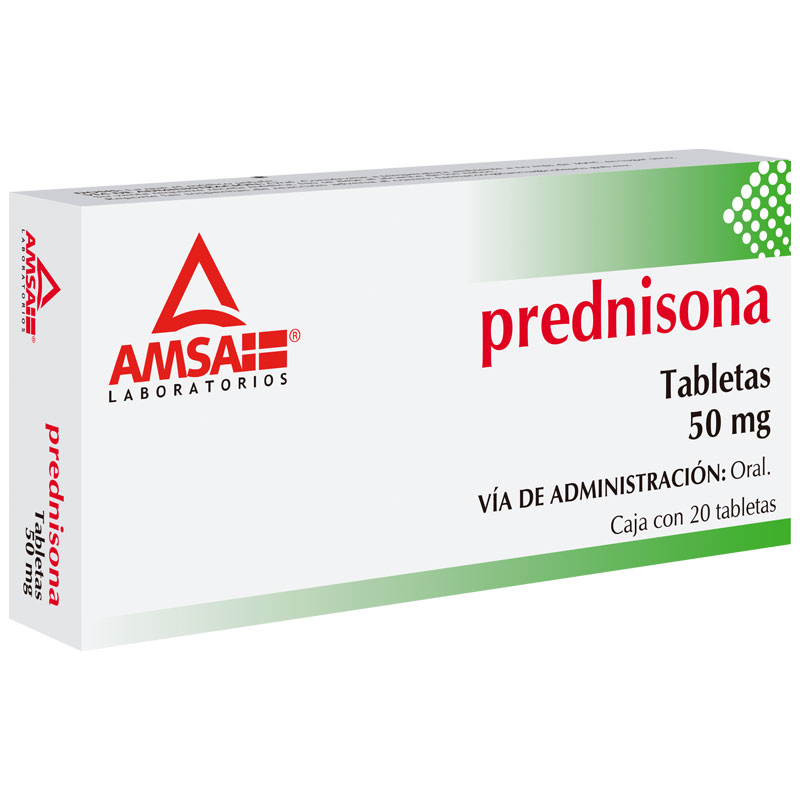 AMSA®
LABORATORIOS
prednisona
Tabletas
50 mg
VÍA DE ADMINISTRACIÓN: Oral.
Caja con 20 tabletas
AMSA®
LABORATORIOS
prednisona
Tabletas
50 mg